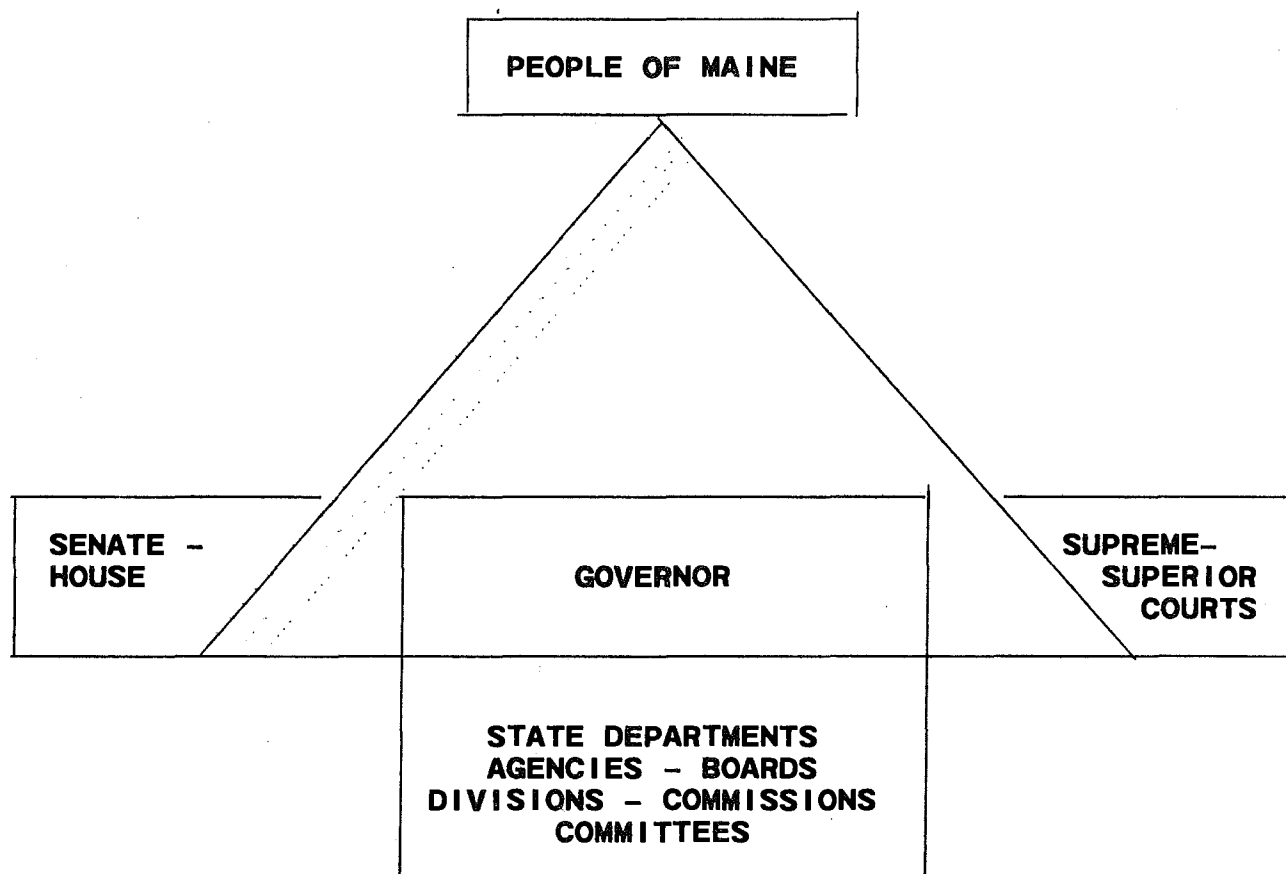 PEOPLE OF MAINE
SENATE –
HOUSE
GOVERNOR
SUPREME–
SUPERIOR
COURTS
STATE DEPARTMENTS
AGENCIES – BOARDS
DIVISIONS – COMMISSIONS
COMMITTEES